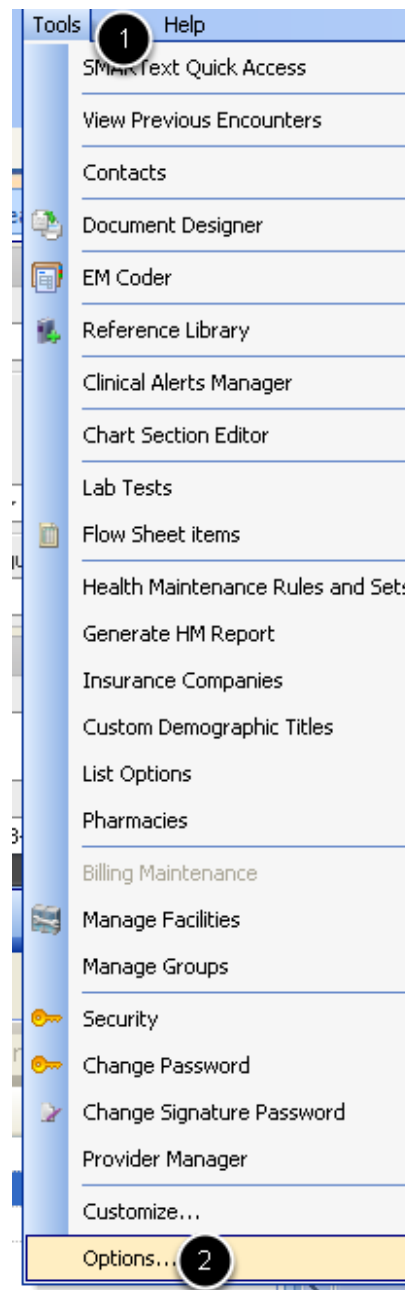 Tools 1 Help
SMARText Quick Access
View Previous Encounters
Contacts
Document Designer
EM Coder
Reference Library
Clinical Alerts Manager
Chart Section Editor
Lab Tests
Flow Sheet items
Health Maintenance Rules and Sets
Generate HM Report
Insurance Companies
Custom Demographic Titles
List Options
Pharmacies
Billing Maintenance
Manage Facilities
Manage Groups
Security
Change Password
Change Signature Password
Provider Manager
Customize...
Options... 2